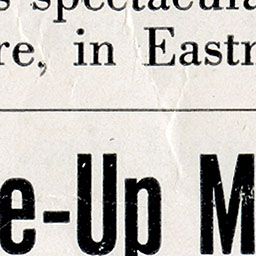 s spectacula
re, in Eastr
e-Up M